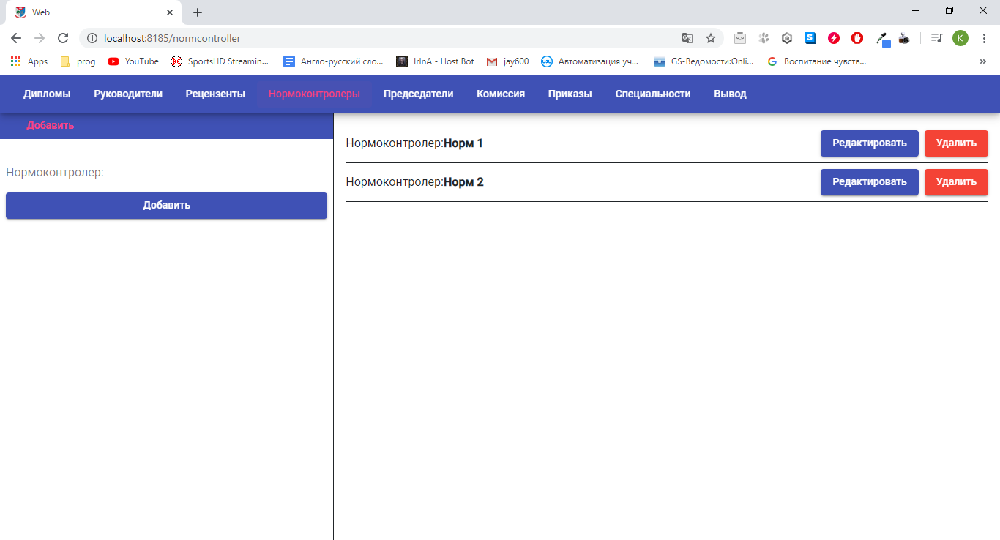 Web
localhost:8185/normcontroller
Apps prog YouTube SportsHD Streamin... Англо-русский сло... IrInA - Host Bot jay600 Автоматизация уч... GS-Ведомости:Onli... Воспитание чувств... »
Дипломы Руководители Рецензенты Нормоконтролеры Председатели Комиссия Приказы Специальности Вывод
Добавить
Нормоконтролер:
Добавить
Нормоконтролер:Норм 1 Редактировать Удалить
Нормоконтролер:Норм 2 Редактировать Удалить